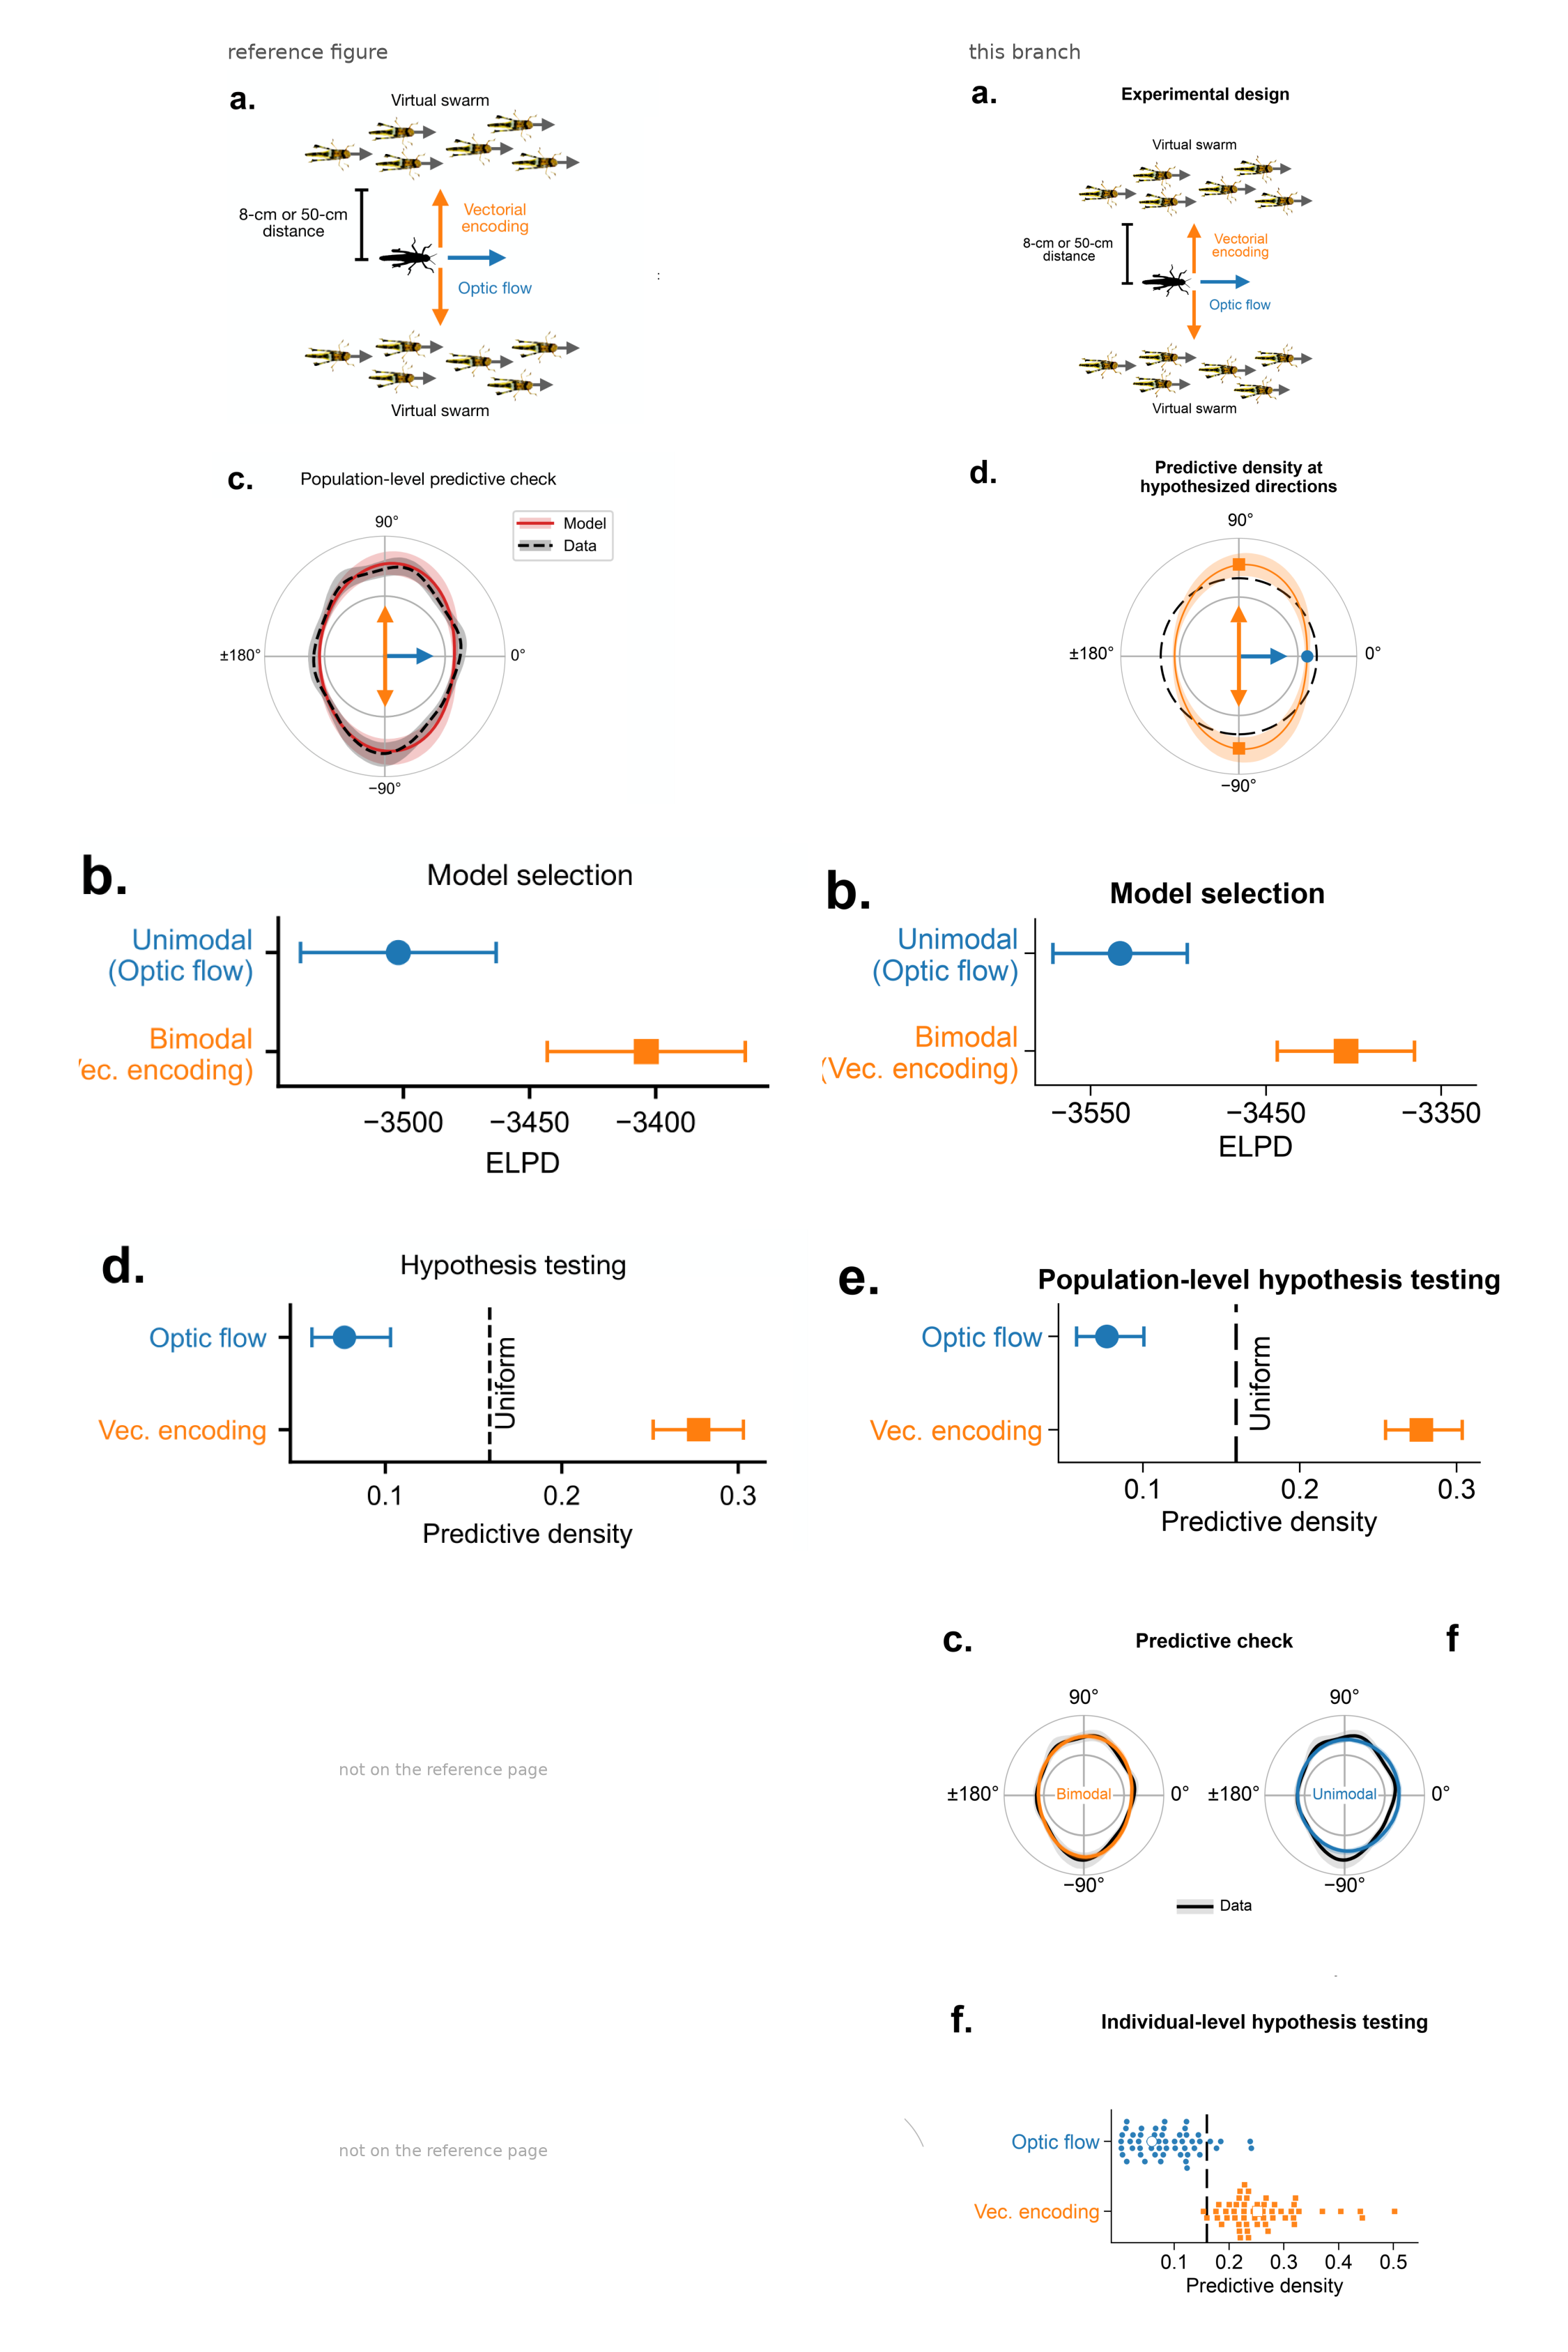 reference figure
this branch
a.
Virtual swarm
8-cm or 50-cm
distance
Vectorial
encoding
Optic flow
Virtual swarm
:
a.
Experimental design
Virtual swarm
8-cm or 50-cm
distance
Vectorial
encoding
Optic flow
Virtual swarm
c.
Population-level predictive check
Model
Data
90°
±180°
0°
−90°
d.
Predictive density at
hypothesized directions
90°
±180°
0°
−90°
b.
Model selection
Unimodal
(Optic flow)
Bimodal
ec. encoding)
−3500
−3450
−3400
ELPD
b.
Model selection
Unimodal
(Optic flow)
Bimodal
(Vec. encoding)
−3550
−3450
−3350
ELPD
d.
Hypothesis testing
Optic flow
Vec. encoding
Uniform
0.1
0.2
0.3
Predictive density
e.
Population-level hypothesis testing
Optic flow
Vec. encoding
Uniform
0.1
0.2
0.3
Predictive density
not on the reference page
c.
Predictive check
f
90°
±180°
Bimodal
0°
−90°
90°
±180°
Unimodal
0°
−90°
Data
not on the reference page
f.
Individual-level hypothesis testing
Optic flow
Vec. encoding
0.1
0.2
0.3
0.4
0.5
Predictive density